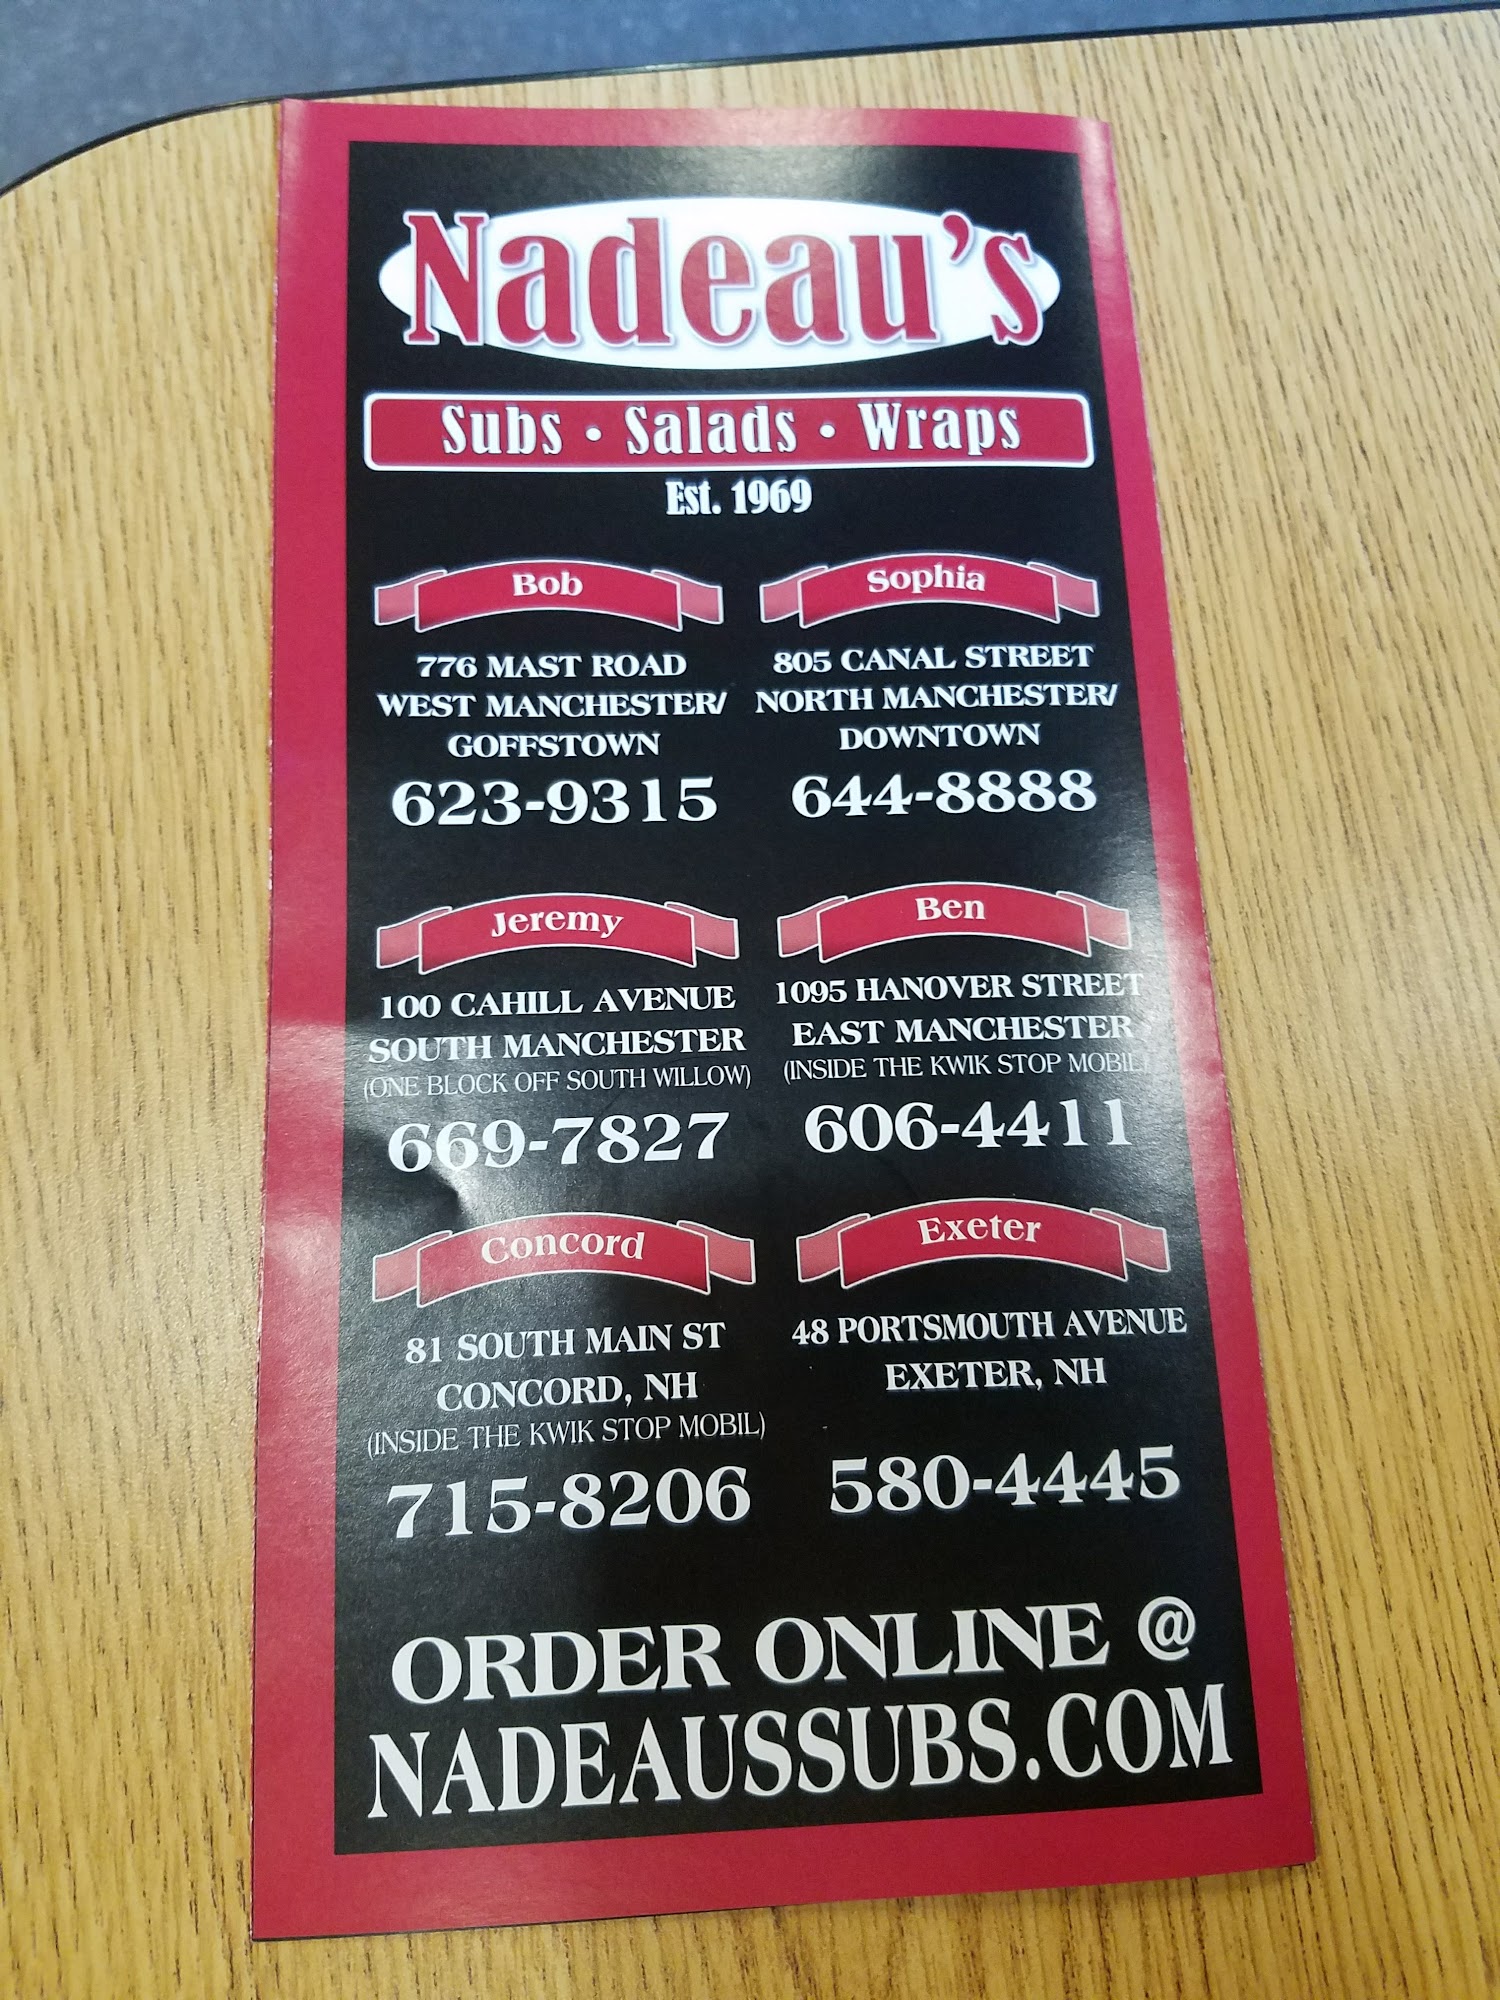 Nadeau's
Subs • Salads • Wraps
Est. 1969
Bob
776 MAST ROAD
WEST MANCHESTER/
GOFFSTOWN
623-9315
Sophia
805 CANAL STREET
NORTH MANCHESTER/
DOWNTOWN
644-8888
Jeremy
100 CAHILL AVENUE
SOUTH MANCHESTER
(ONE BLOCK OFF SOUTH WILLOW)
669-7827
Ben
1095 HANOVER STREET
EAST MANCHESTER
(INSIDE THE KWIK STOP MOBIL)
606-4411
Concord
81 SOUTH MAIN ST
CONCORD, NH
(INSIDE THE KWIK STOP MOBIL)
715-8206
Exeter
48 PORTSMOUTH AVENUE
EXETER, NH
580-4445
ORDER ONLINE @
NADEAUSSUBS.COM